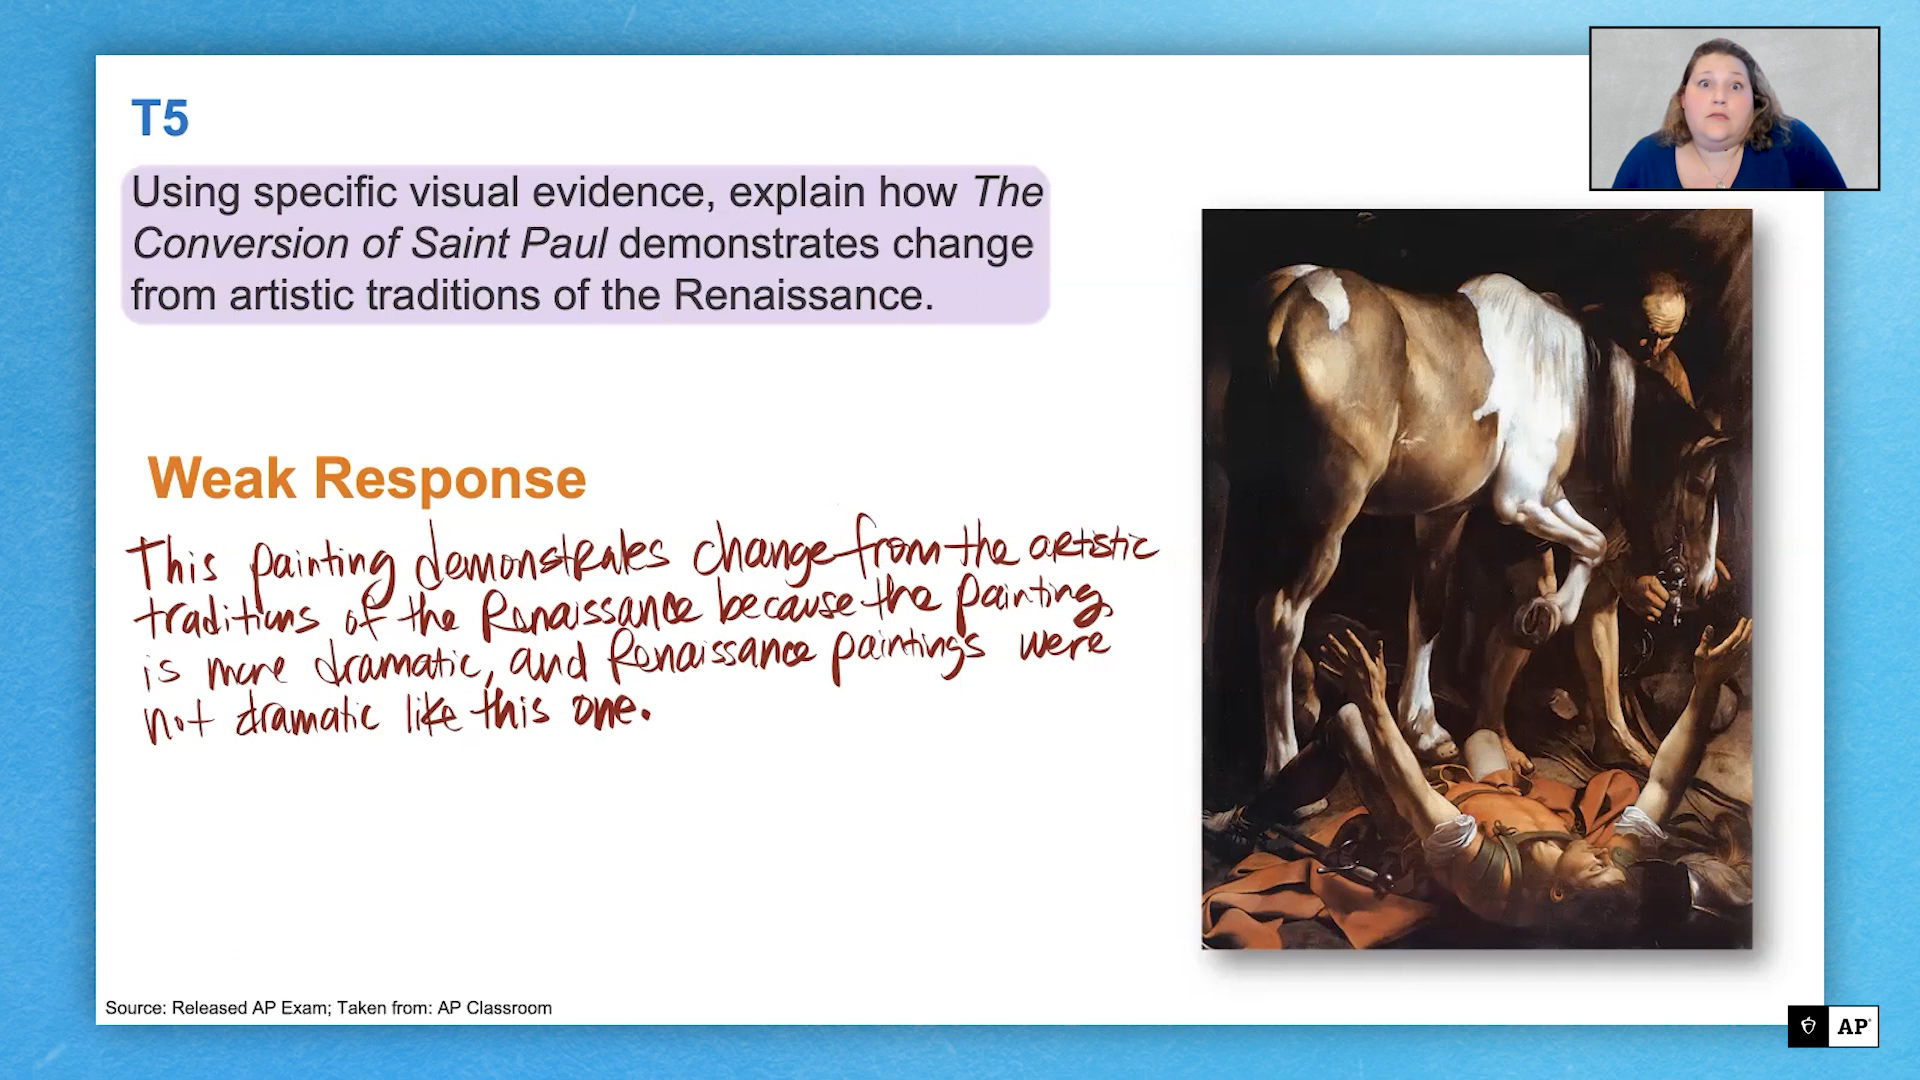 T5
Using specific visual evidence, explain how The
Conversion of Saint Paul demonstrates change
from artistic traditions of the Renaissance.
Weak Response
This painting demonstrates change from the artistic
traditions of the Renaissance because the painting
is more dramatic, and Renaissance paintings were
not dramatic like this one.
Source: Released AP Exam; Taken from: AP Classroom
AP